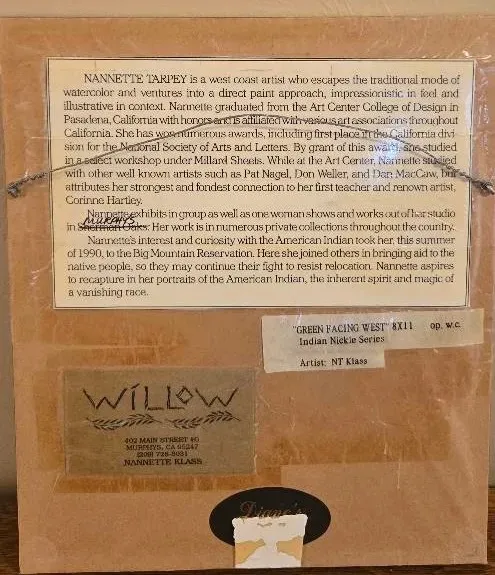 NANNETTE TARPEY is a west coast artist who escapes the traditional mode of
watercolor and ventures into a direct paint approach, impressionistic in feel and
illustrative in context. Nannette graduated from the Art Center College of Design in
Pasadena, California with honors and is affiliated with various art associations throughout
California. She has won numerous awards, including first place in the California divi-
sion for the National Society of Arts and Letters. By grant of this award she studied
in a select workshop under Millard Sheets. While at the Art Center, Nannette studied
with other well known artists such as Pat Nagel, Don Weller, and Dan MacCaw, but
attributes her strongest and fondest connection to her first teacher and renown artist,
Corinne Hartley.
Nannette exhibits in group as well as one woman shows and works out of her studio
MURPHYS
in Sherman Oaks. Her work is in numerous private collections throughout the country.
Nannette's interest and curiosity with the American Indian took her, this summer
of 1990, to the Big Mountain Reservation. Here she joined others in bringing aid to the
native people, so they may continue their fight to resist relocation. Nannette aspires
to recapture in her portraits of the American Indian, the inherent spirit and magic of
a vanishing race.
"GREEN FACING WEST" 8X11 op. w.c.
Indian Nickle Series
Artist: NT Klass
WILLOW
402 MAIN STREET #G
MURPHYS, CA 95247
(209) 728-8031
NANNETTE KLASS
Diane's